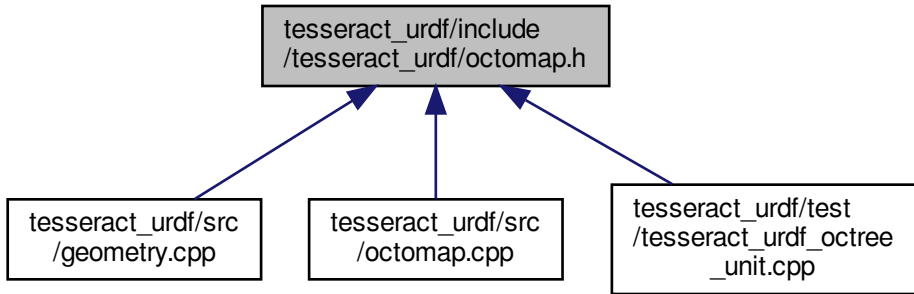 tesseract_urdf/include
/tesseract_urdf/octomap.h
tesseract_urdf/src
/geometry.cpp
tesseract_urdf/src
/octomap.cpp
tesseract_urdf/test
/tesseract_urdf_octree
_unit.cpp